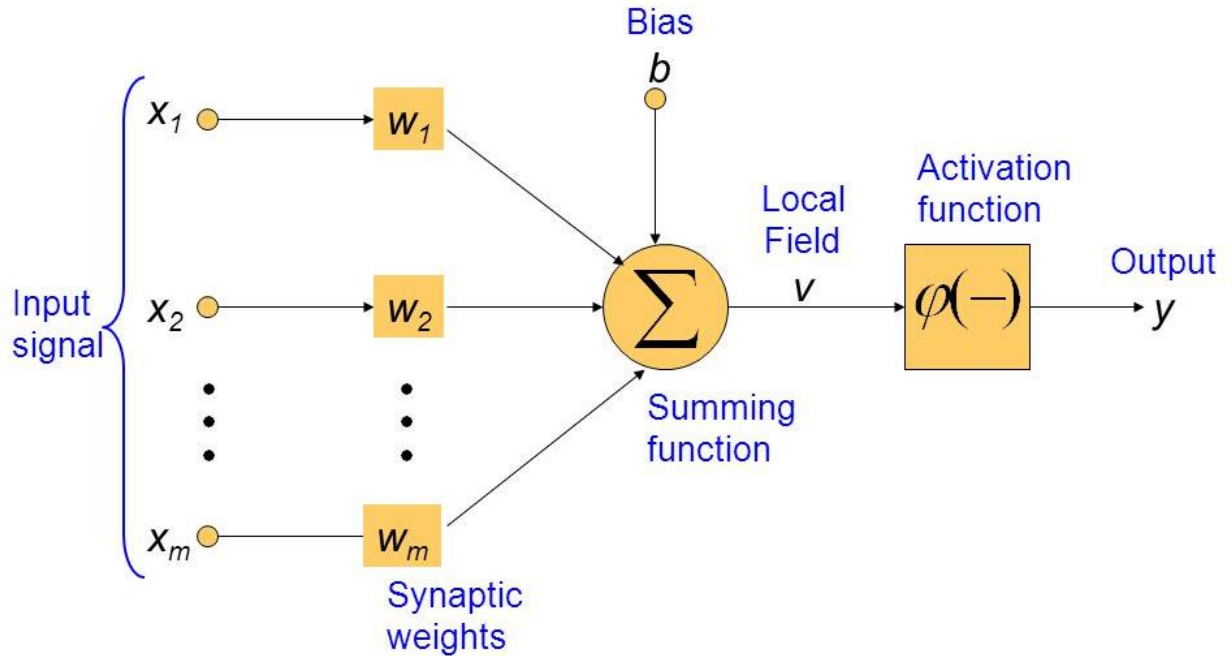 Bias
b
x1
w1
Activation
function
Local
Field
Input
signal
x2
w2
∑
v
φ(−)
Output
y
Summing
function
xm
wm
Synaptic
weights